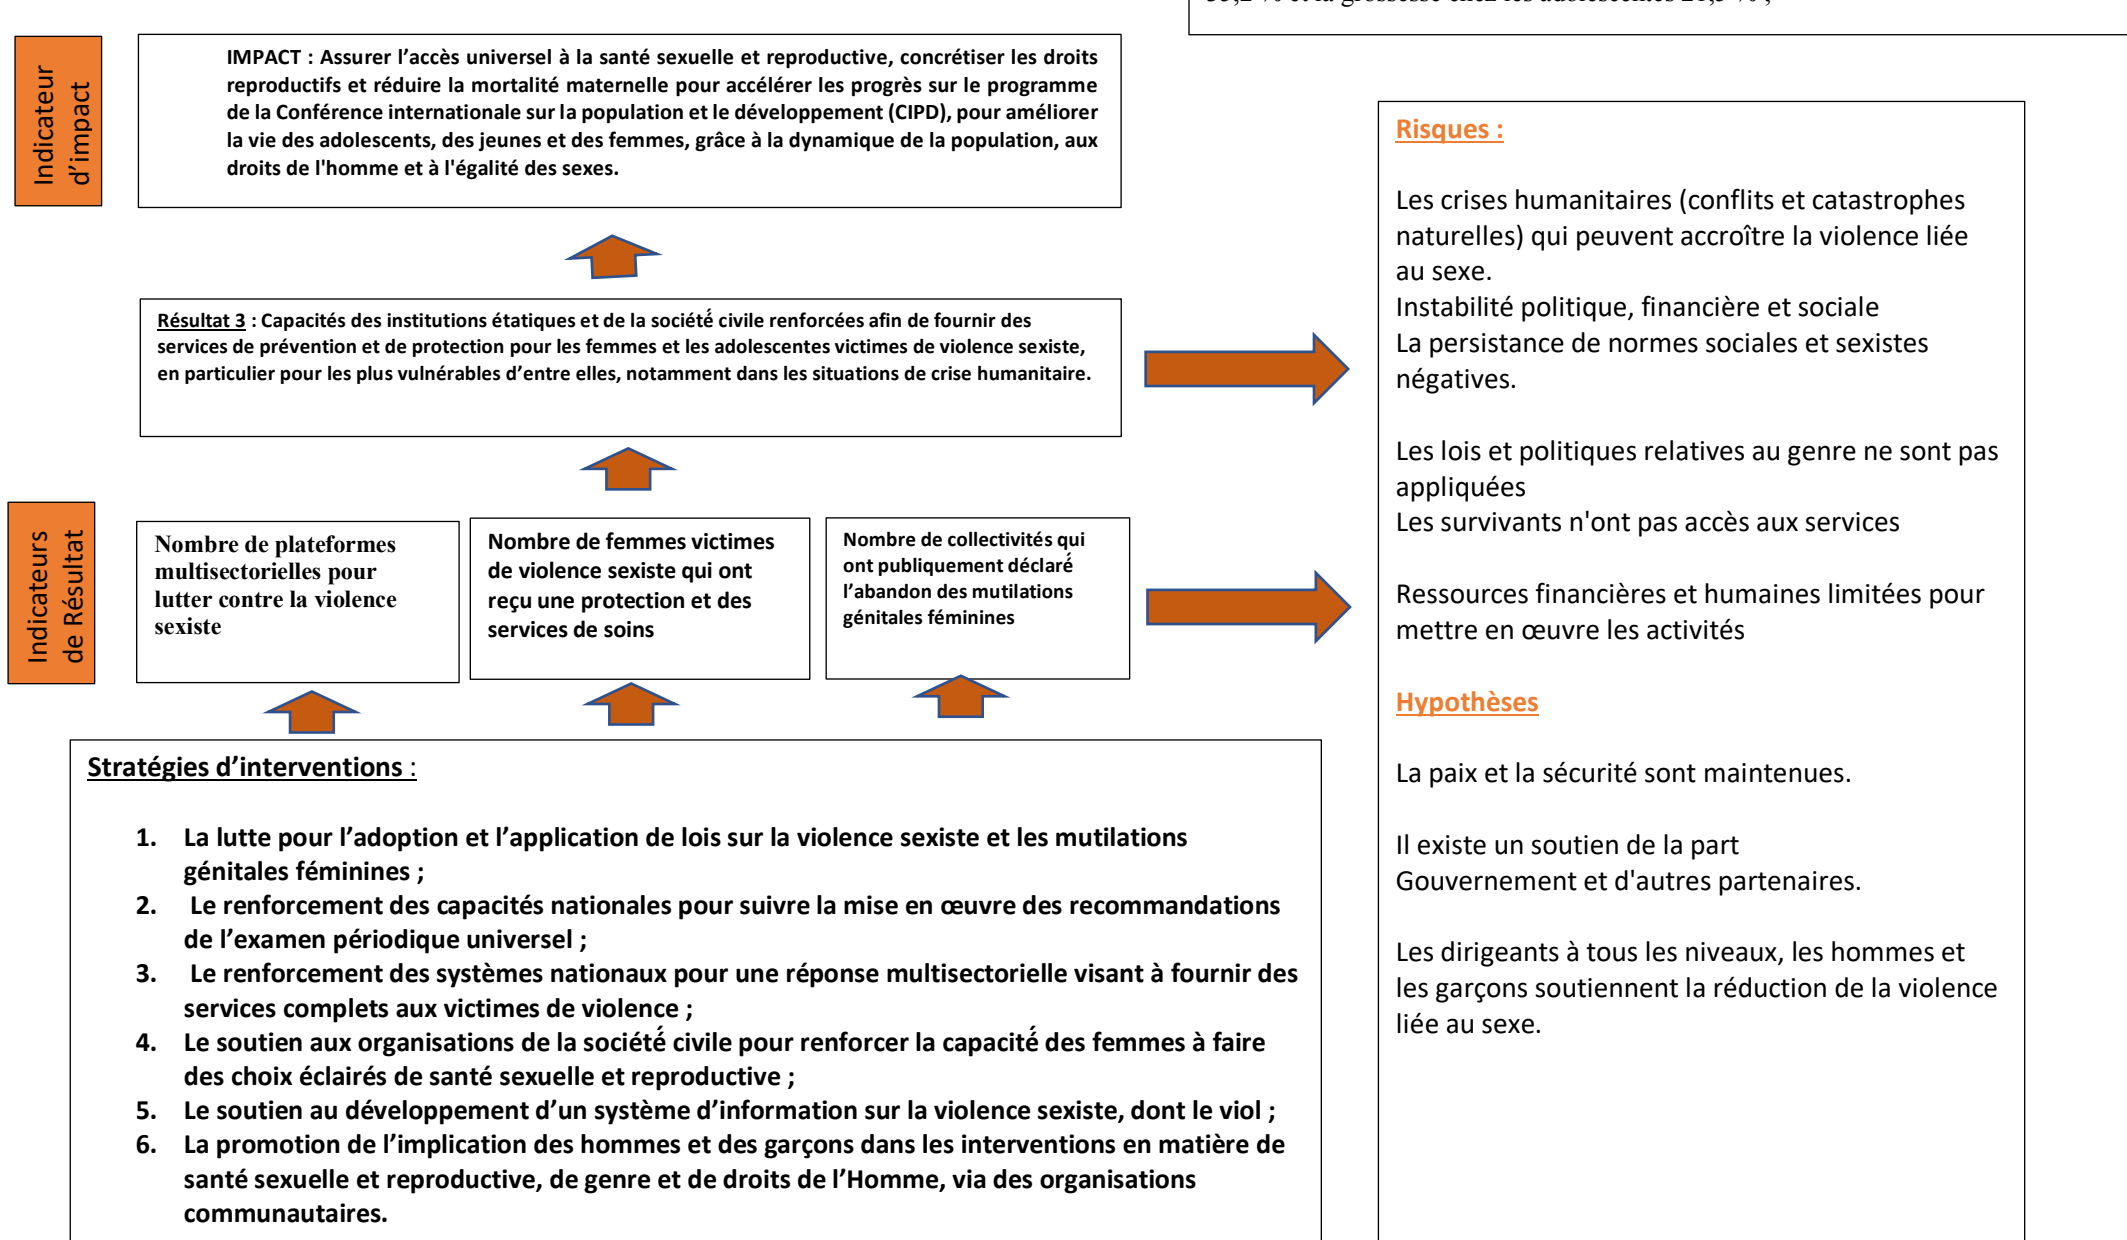 et la grossesse chez les adolescentes
Indicateur
d’impact
IMPACT : Assurer l’accès universel à la santé sexuelle et reproductive, concrétiser les droits
reproductifs et réduire la mortalité maternelle pour accélérer les progrès sur le programme
de la Conférence internationale sur la population et le développement (CIPD), pour améliorer
la vie des adolescents, des jeunes et des femmes, grâce à la dynamique de la population, aux
droits de l'homme et à l'égalité des sexes.
Résultat 3 : Capacités des institutions étatiques et de la société civile renforcées afin de fournir des
services de prévention et de protection pour les femmes et les adolescentes victimes de violence sexiste,
en particulier pour les plus vulnérables d’entre elles, notamment dans les situations de crise humanitaire.
Indicateurs
de Résultat
Nombre de plateformes
multisectorielles pour
lutter contre la violence
sexiste
Nombre de femmes victimes
de violence sexiste qui ont
reçu une protection et des
services de soins
Nombre de collectivités qui
ont publiquement déclaré
l’abandon des mutilations
génitales féminines
Stratégies d’interventions :
1. La lutte pour l’adoption et l’application de lois sur la violence sexiste et les mutilations
génitales féminines ;
2. Le renforcement des capacités nationales pour suivre la mise en œuvre des recommandations
de l’examen périodique universel ;
3. Le renforcement des systèmes nationaux pour une réponse multisectorielle visant à fournir des
services complets aux victimes de violence ;
4. Le soutien aux organisations de la société civile pour renforcer la capacité des femmes à faire
des choix éclairés de santé sexuelle et reproductive ;
5. Le soutien au développement d’un système d’information sur la violence sexiste, dont le viol ;
6. La promotion de l’implication des hommes et des garçons dans les interventions en matière de
santé sexuelle et reproductive, de genre et de droits de l’Homme, via des organisations
communautaires.
Risques :
Les crises humanitaires (conflits et catastrophes
naturelles) qui peuvent accroître la violence liée
au sexe.
Instabilité politique, financière et sociale
La persistance de normes sociales et sexistes
négatives.
Les lois et politiques relatives au genre ne sont pas
appliquées
Les survivants n'ont pas accès aux services
Ressources financières et humaines limitées pour
mettre en œuvre les activités
Hypothèses
La paix et la sécurité sont maintenues.
Il existe un soutien de la part
Gouvernement et d'autres partenaires.
Les dirigeants à tous les niveaux, les hommes et
les garçons soutiennent la réduction de la violence
liée au sexe.